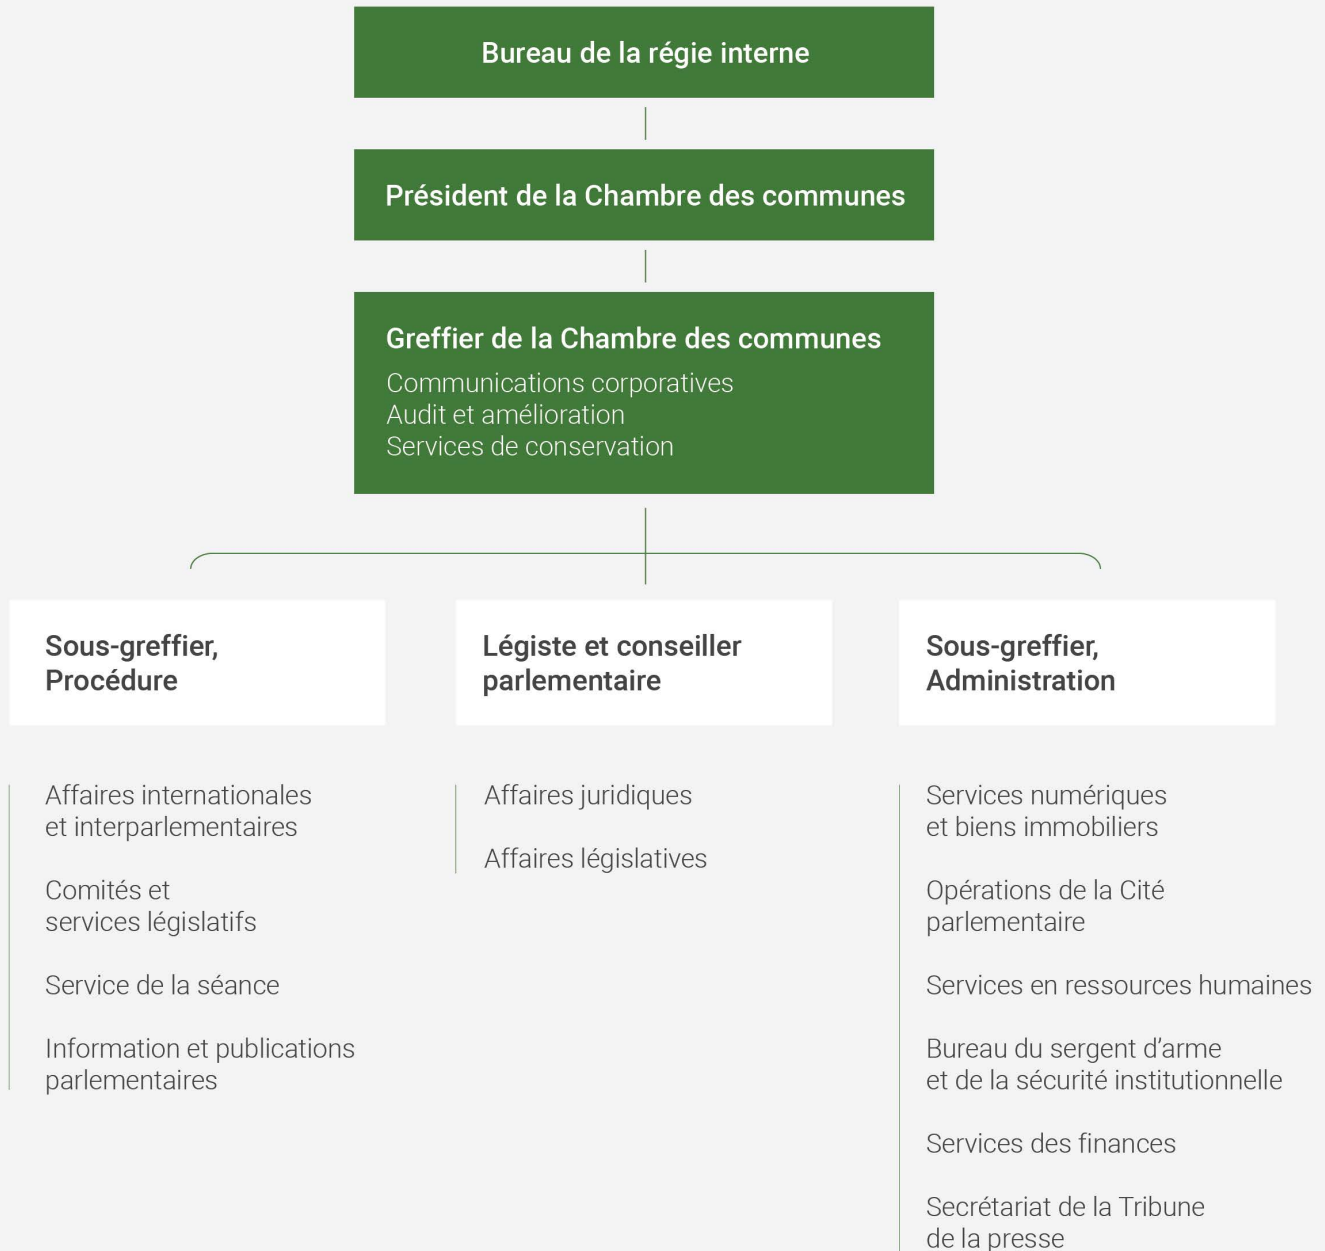 Bureau de la régie interne
Président de la Chambre des communes
Greffier de la Chambre des communes
Communications corporatives
Audit et amélioration
Services de conservation
Sous-greffier,
Procédure
Affaires internationales
et interparlementaires
Comités et
services législatifs
Service de la séance
Information et publications
parlementaires
Légiste et conseiller
parlementaire
Affaires juridiques
Affaires législatives
Sous-greffier,
Administration
Services numériques
et biens immobiliers
Opérations de la Cité
parlementaire
Services en ressources humaines
Bureau du sergent d’arme
et de la sécurité institutionnelle
Services des finances
Secrétariat de la Tribune
de la presse